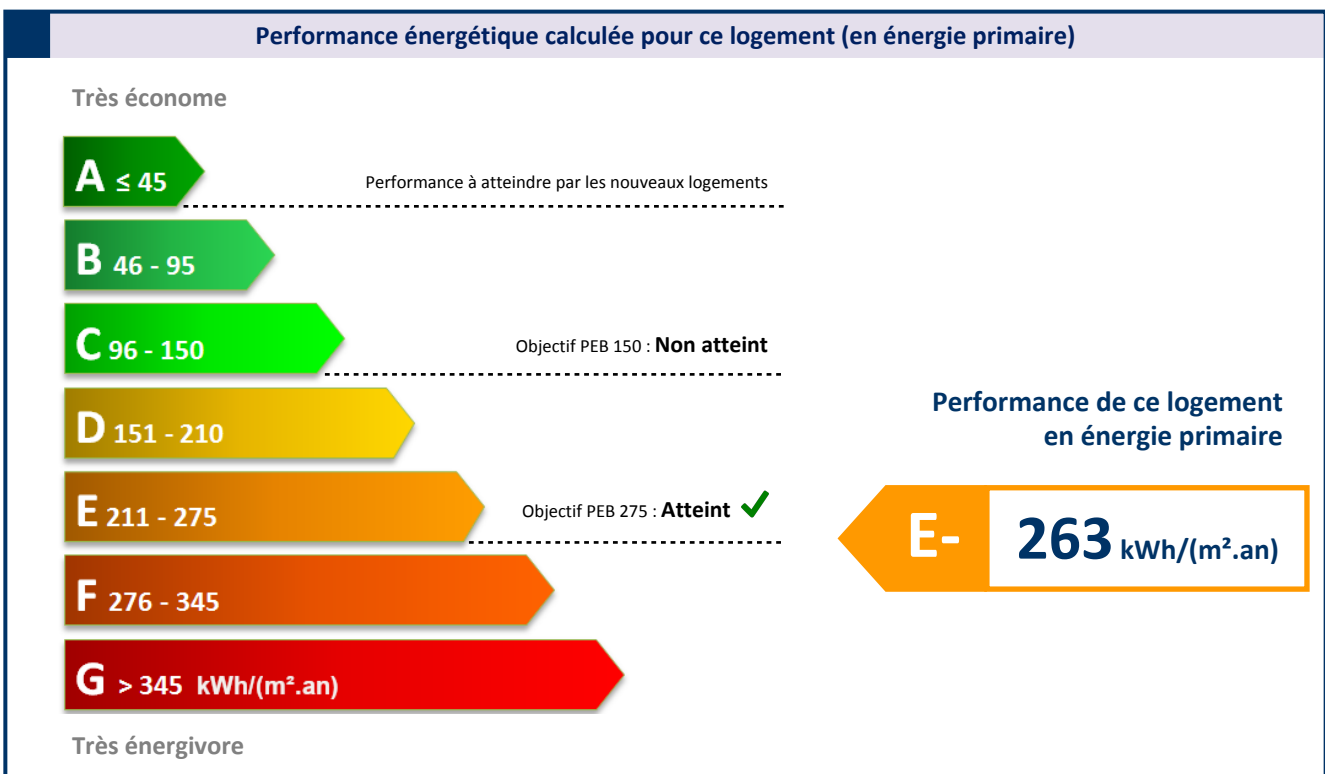 Performance énergétique calculée pour ce logement (en énergie primaire)
Très économe
A ≤ 45
Performance à atteindre par les nouveaux logements
B 46 - 95
C 96 - 150
Objectif PEB 150 : Non atteint
D 151 - 210
E 211 - 275
Objectif PEB 275 : Atteint ✓
F 276 - 345
G > 345 kWh/(m².an)
Très énergivore
Performance de ce logement
en énergie primaire
E- 263 kWh/(m².an)